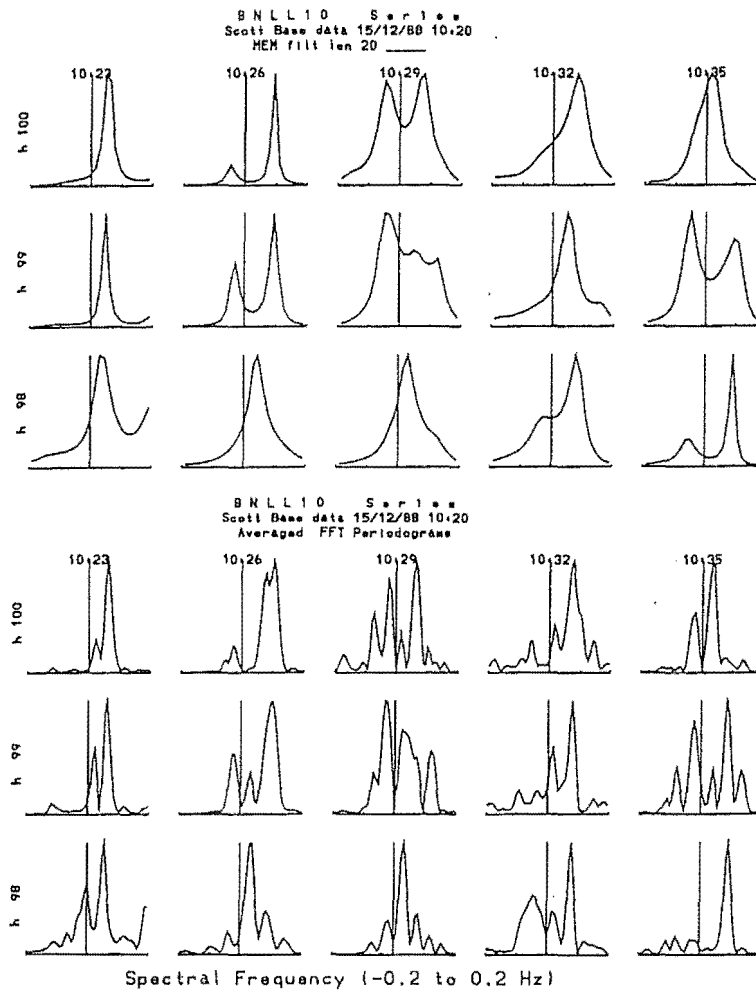 BNLL10 Series
Scott Base data 15/12/88 10:20
MEM filt len 20
10:23 10:26 10:29 10:32 10:35
h 100
h 99
h 98
BNLL10 Series
Scott Base data 15/12/88 10:20
Averaged FFT Periodograms
10:23 10:26 10:29 10:32 10:35
h 100
h 99
h 98
Spectral Frequency (-0.2 to 0.2 Hz)